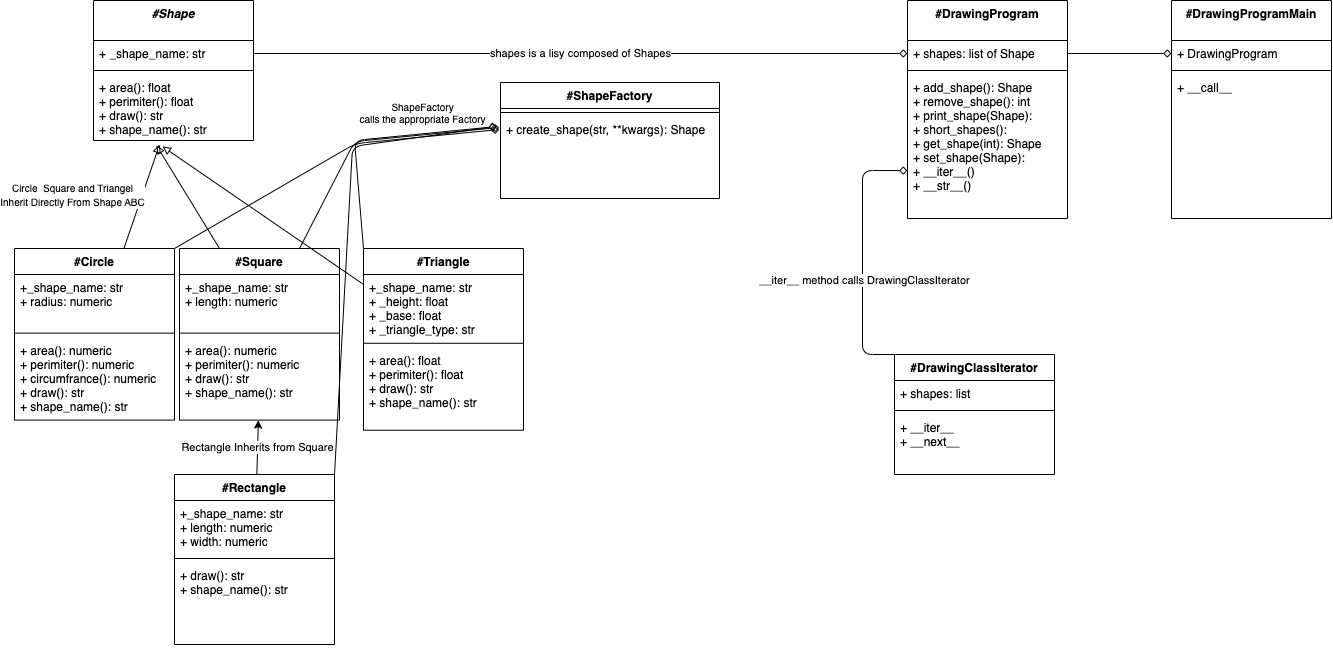 #Shape
+ _shape_name: str
+ area(): float
+ perimiter(): float
+ draw(): str
+ shape_name(): str
shapes is a lisy composed of Shapes
#DrawingProgram
+ shapes: list of Shape
+ add_shape(): Shape
+ remove_shape(): int
+ print_shape(Shape):
+ short_shapes():
+ get_shape(int): Shape
+ set_shape(Shape):
+ __iter__()
+ __str__()
#DrawingProgramMain
+ DrawingProgram
+ __call__
#ShapeFactory
+ create_shape(str, **kwargs): Shape
ShapeFactory
calls the appropriate Factory
Circle  Square and Triangel
Inherit Directly From Shape ABC
#Circle
+_shape_name: str
+ radius: numeric
+ area(): numeric
+ perimiter(): numeric
+ circumfrance(): numeric
+ draw(): str
+ shape_name(): str
#Square
+_shape_name: str
+ length: numeric
+ area(): numeric
+ perimiter(): numeric
+ draw(): str
+ shape_name(): str
#Triangle
+_shape_name: str
+ _height: float
+ _base: float
+ _triangle_type: str
+ area(): float
+ perimiter(): float
+ draw(): str
+ shape_name(): str
__iter__ method calls DrawingClassIterator
#DrawingClassIterator
+ shapes: list
+ __iter__
+ __next__
Rectangle Inherits from Square
#Rectangle
+_shape_name: str
+ length: numeric
+ width: numeric
+ draw(): str
+ shape_name(): str